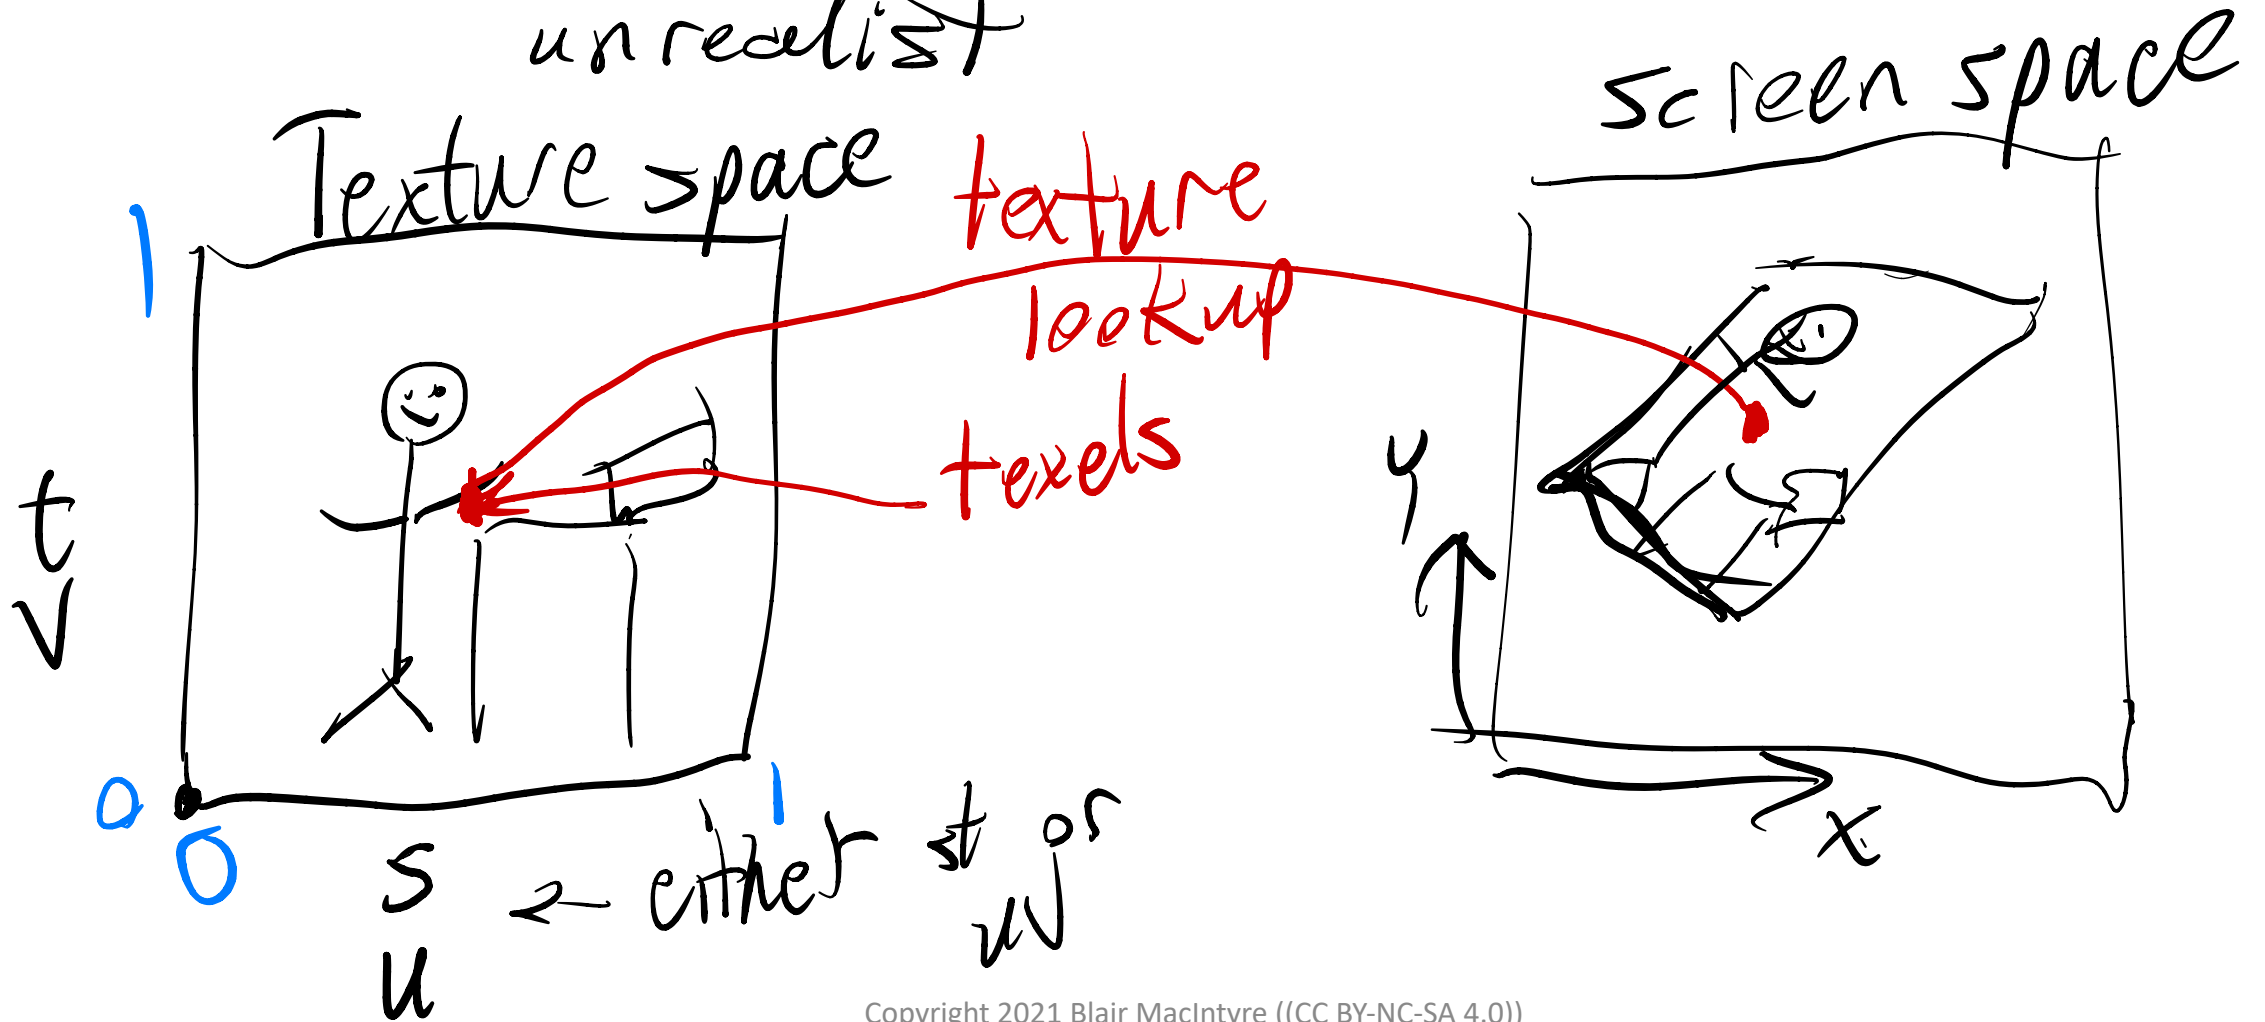 unrealist
Texture space
screen space
texture
lookup
texels
1
t
v
0
0
1
s
u
← either st or
uv
y
x
Copyright 2021 Blair MacIntyre ((CC BY-NC-SA 4.0))